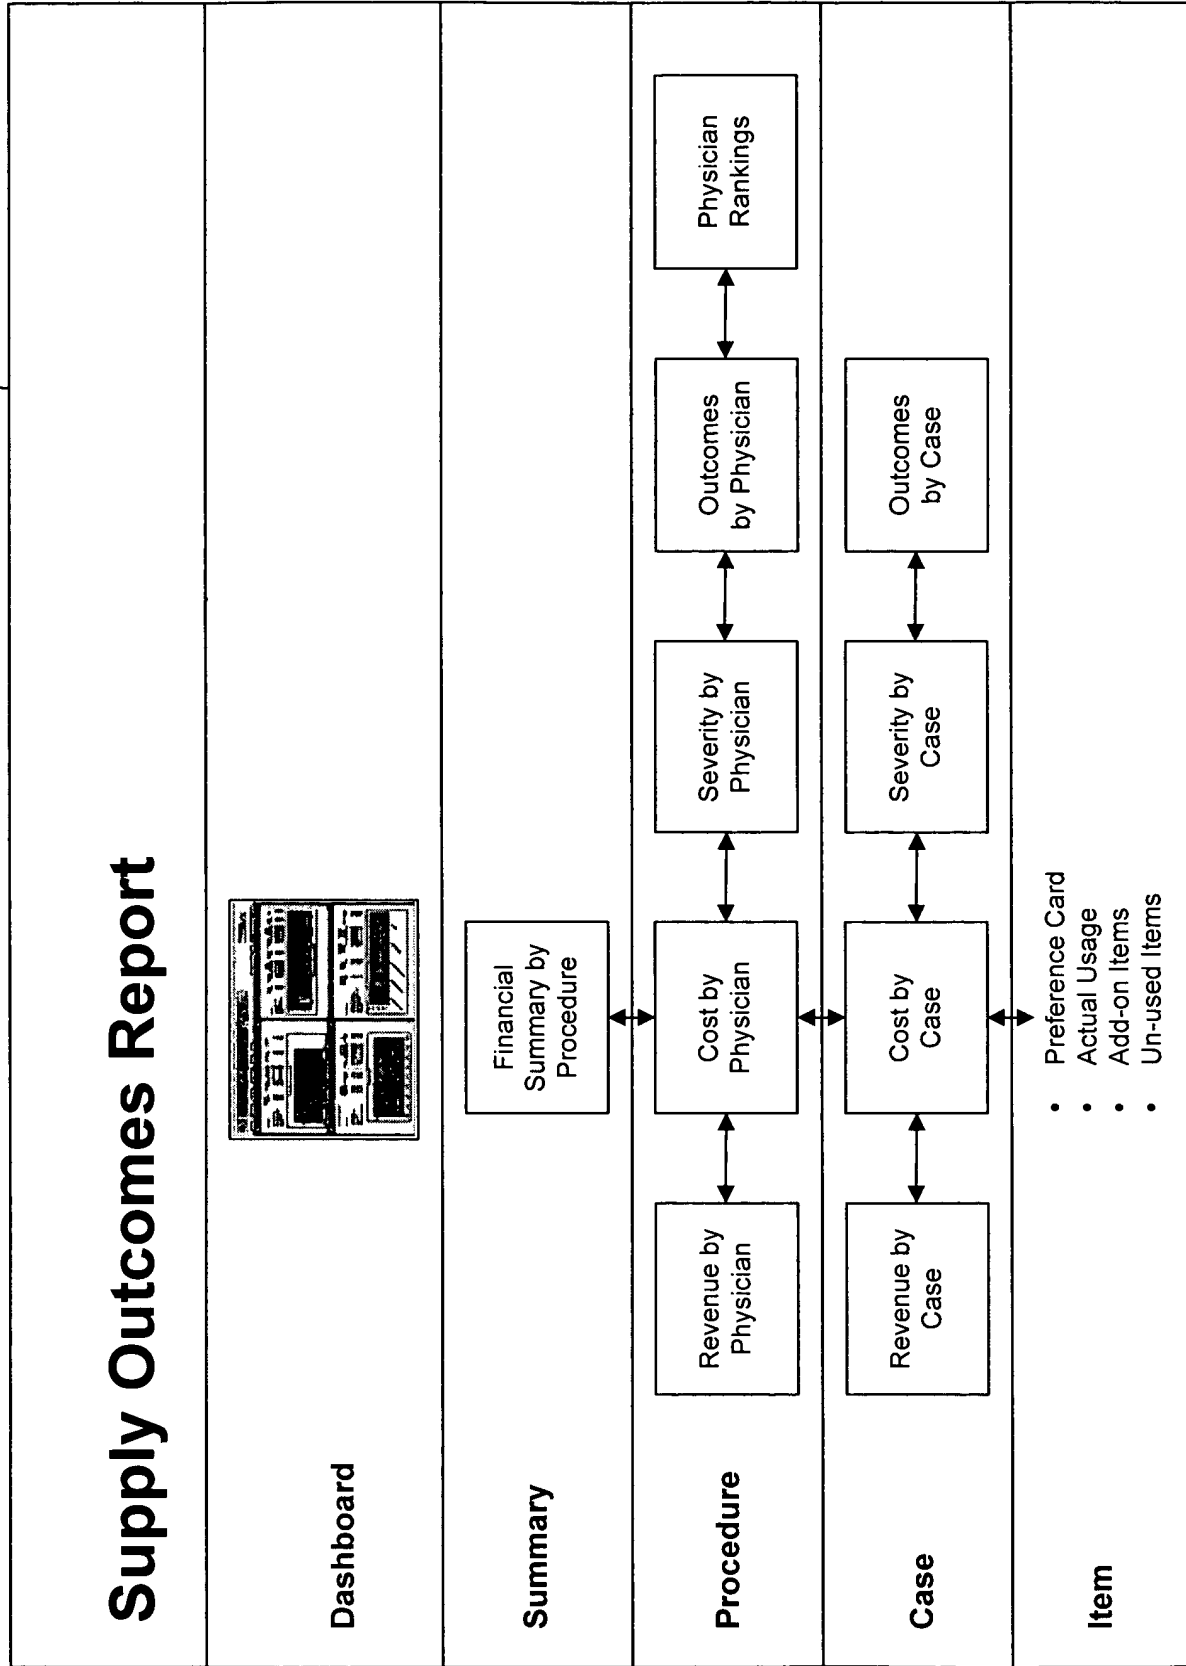 Supply Outcomes Report
Dashboard
Summary
Financial
Summary by
Procedure
Procedure
Revenue by
Physician
Cost by
Physician
Severity by
Physician
Outcomes
by Physician
Physician
Rankings
Case
Revenue by
Case
Cost by
Case
Severity by
Case
Outcomes
by Case
Item
• Preference Card
• Actual Usage
• Add-on Items
• Un-used Items